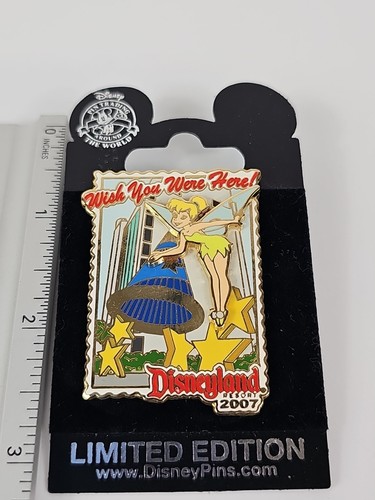 Disney
PIN TRADING
AROUND
THE WORLD
0
INCHES
1
2
3
Wish You Were Here!
Disneyland
RESORT
2007
LIMITED EDITION
www.DisneyPins.com